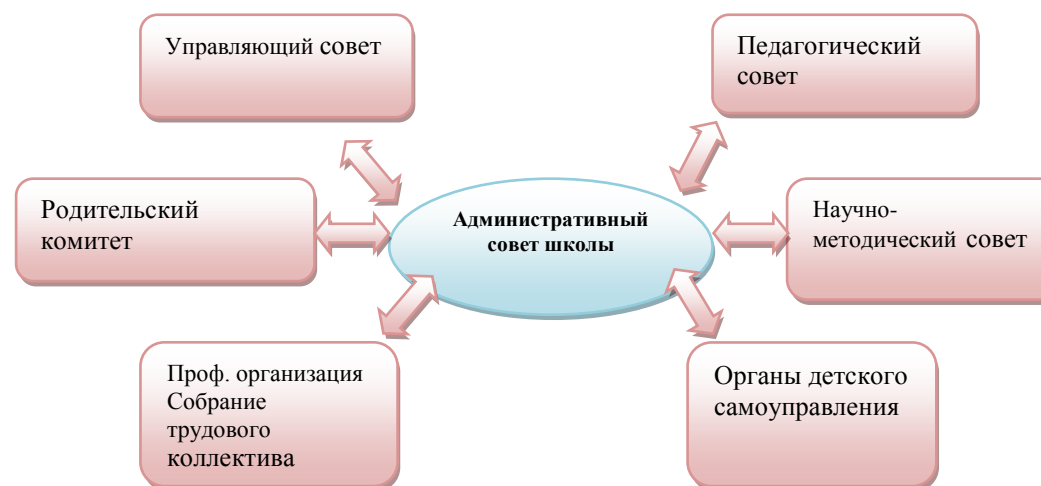 Управляющий совет
Педагогический
совет
Родительский
комитет
Административный
совет школы
Научно-
методический совет
Проф. организация
Собрание
трудового
коллектива
Органы детского
самоуправления